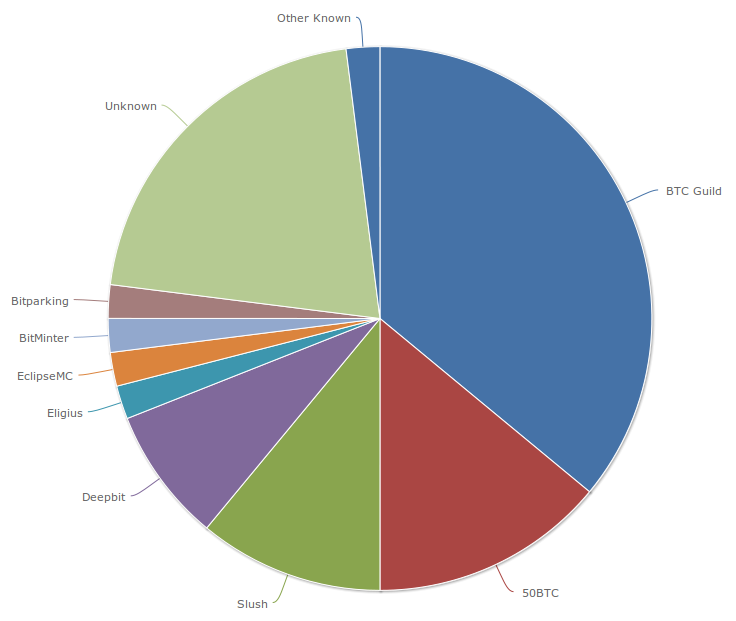 Other Known
Unknown
BTC Guild
Bitparking
BitMinter
EclipseMC
Eligius
Deepbit
50BTC
Slush